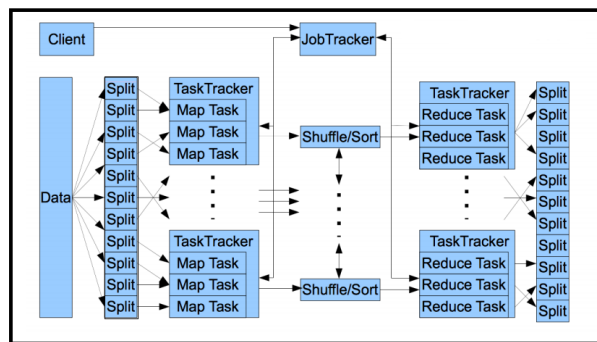 Client
JobTracker
Data
Split
Split
Split
Split
Split
Split
Split
Split
Split
Split
Split
TaskTracker
Map Task
Map Task
Map Task
TaskTracker
Map Task
Map Task
Map Task
Shuffle/Sort
Shuffle/Sort
TaskTracker
Reduce Task
Reduce Task
Reduce Task
TaskTracker
Reduce Task
Reduce Task
Reduce Task
Split
Split
Split
Split
Split
Split
Split
Split
Split
Split
Split